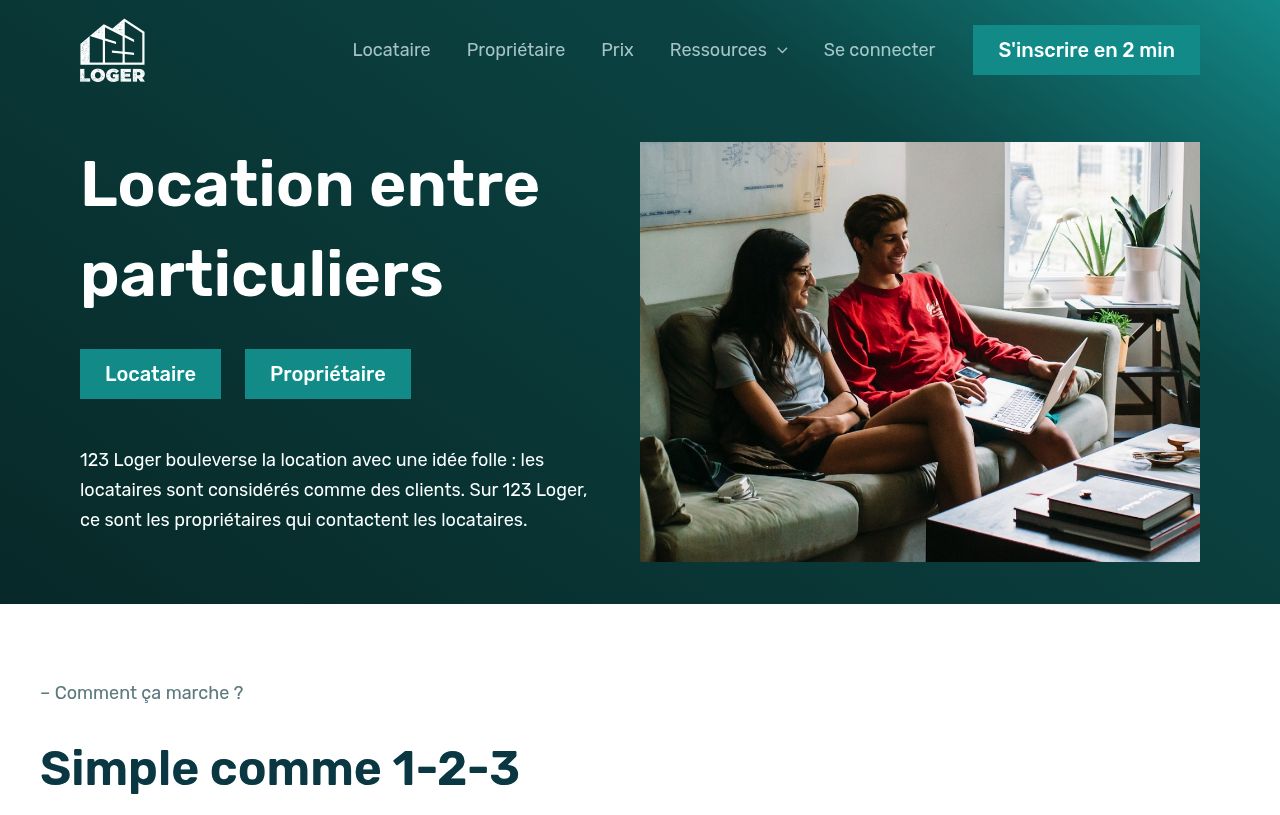 123
LOGER
Locataire
Propriétaire
Prix
Ressources
Se connecter
S'inscrire en 2 min
Location entre
particuliers
Locataire
Propriétaire
123 Loger bouleverse la location avec une idée folle : les
locataires sont considérés comme des clients. Sur 123 Loger,
ce sont les propriétaires qui contactent les locataires.
– Comment ça marche ?
Simple comme 1-2-3